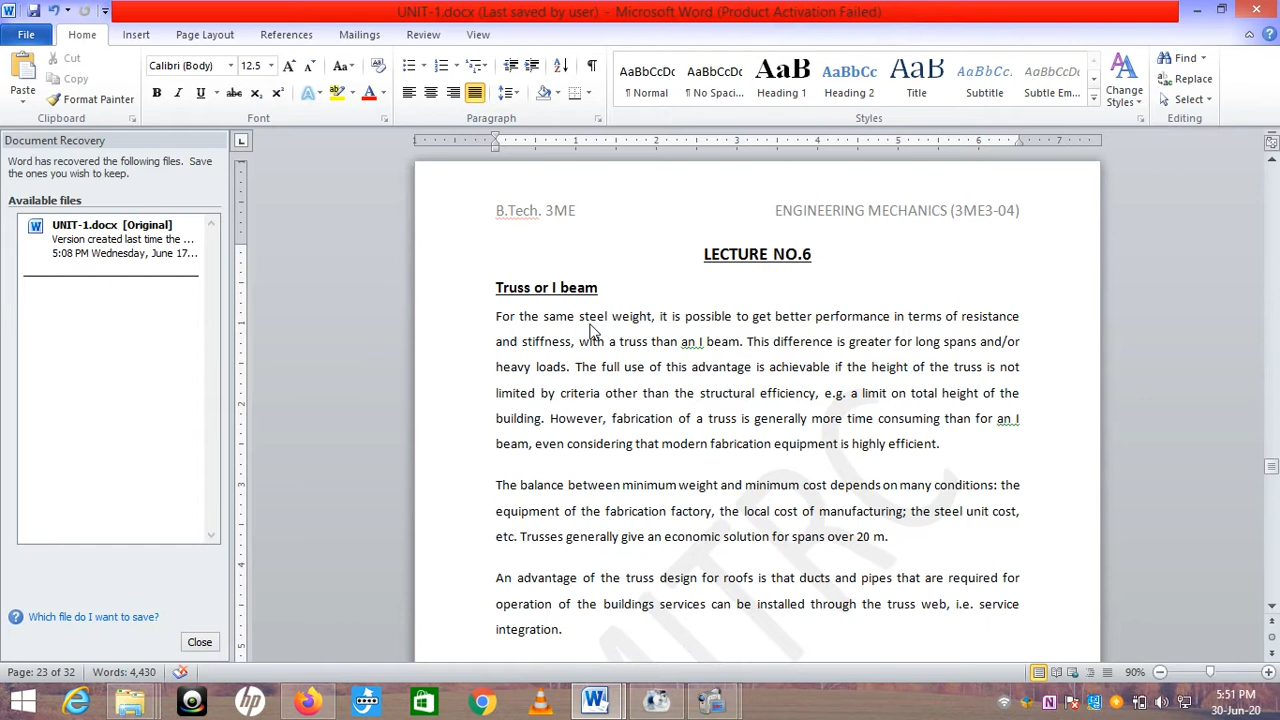 UNIT-1.docx (Last saved by user) - Microsoft Word (Product Activation Failed)
File Home Insert Page Layout References Mailings Review View
Paste
Cut
Copy
Format Painter
Clipboard
Calibri (Body) 12.5
Font
Paragraph
AaBbCcDc AaBbCcDc AaB AaBbCc AaB AaBbCcDc AaBbCcDc
¶ Normal ¶ No Spaci... Heading 1 Heading 2 Title Subtitle Subtle Em...
Change Styles
Styles
Find
Replace
Select
Editing
Document Recovery
Word has recovered the following files. Save
the ones you wish to keep.
Available files
UNIT-1.docx [Original]
Version created last time the ...
5:08 PM Wednesday, June 17...
Which file do I want to save?
Close
B.Tech. 3ME ENGINEERING MECHANICS (3ME3-04)
LECTURE NO.6
Truss or I beam
For the same steel weight, it is possible to get better performance in terms of resistance
and stiffness, with a truss than an I beam. This difference is greater for long spans and/or
heavy loads. The full use of this advantage is achievable if the height of the truss is not
limited by criteria other than the structural efficiency, e.g. a limit on total height of the
building. However, fabrication of a truss is generally more time consuming than for an I
beam, even considering that modern fabrication equipment is highly efficient.
The balance between minimum weight and minimum cost depends on many conditions: the
equipment of the fabrication factory, the local cost of manufacturing; the steel unit cost,
etc. Trusses generally give an economic solution for spans over 20 m.
An advantage of the truss design for roofs is that ducts and pipes that are required for
operation of the buildings services can be installed through the truss web, i.e. service
integration.
MITRC
Page: 23 of 32 Words: 4,430 90%
5:51 PM
30-Jun-20